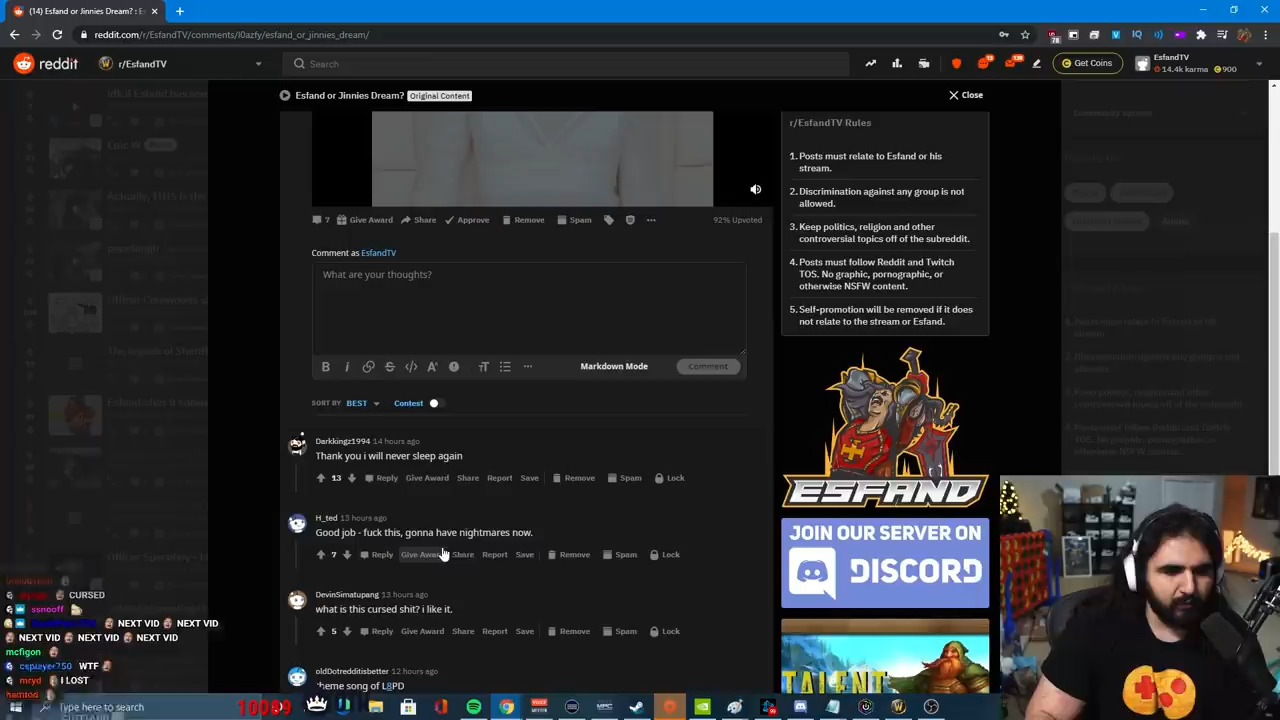 (14) Esfand or Jinnies Dream? : Es
reddit.com/r/EsfandTV/comments/l0azfy/esfand_or_jinnies_dream/
reddit
r/EsfandTV
Search
Get Coins
EsfandTV
14.4k karma
900
Esfand or Jinnies Dream?
Original Content
Close
7
Give Award
Share
Approve
Remove
Spam
92% Upvoted
Comment as EsfandTV
What are your thoughts?
Markdown Mode
Comment
SORT BY BEST
Contest
Darkkingz1994 14 hours ago
Thank you i will never sleep again
13 Reply Give Award Share Report Save Remove Spam Lock
H_ted 13 hours ago
Good job - fuck this, gonna have nightmares now.
7 Reply Give Award Share Report Save Remove Spam Lock
DevinSimatupang 13 hours ago
what is this cursed shit? i like it.
5 Reply Give Award Share Report Save Remove Spam Lock
oldDotredditisbetter 12 hours ago
theme song of L8PD
r/EsfandTV Rules
1. Posts must relate to Esfand or his
stream.
2. Discrimination against any group is not
allowed.
3. Keep politics, religion and other
controversial topics off of the subreddit.
4. Posts must follow Reddit and Twitch
TOS. No graphic, pornographic, or
otherwise NSFW content.
5. Self-promotion will be removed if it does
not relate to the stream or Esfand.
ESFAND
JOIN OUR SERVER ON
DISCORD
TALENT
CURSED
ssnooff
NEXT VID NEXT VID
NEXT VID NEXT VID NEXT VID
mcfigon
WTF
mryd I LOST
Type here to search
10089